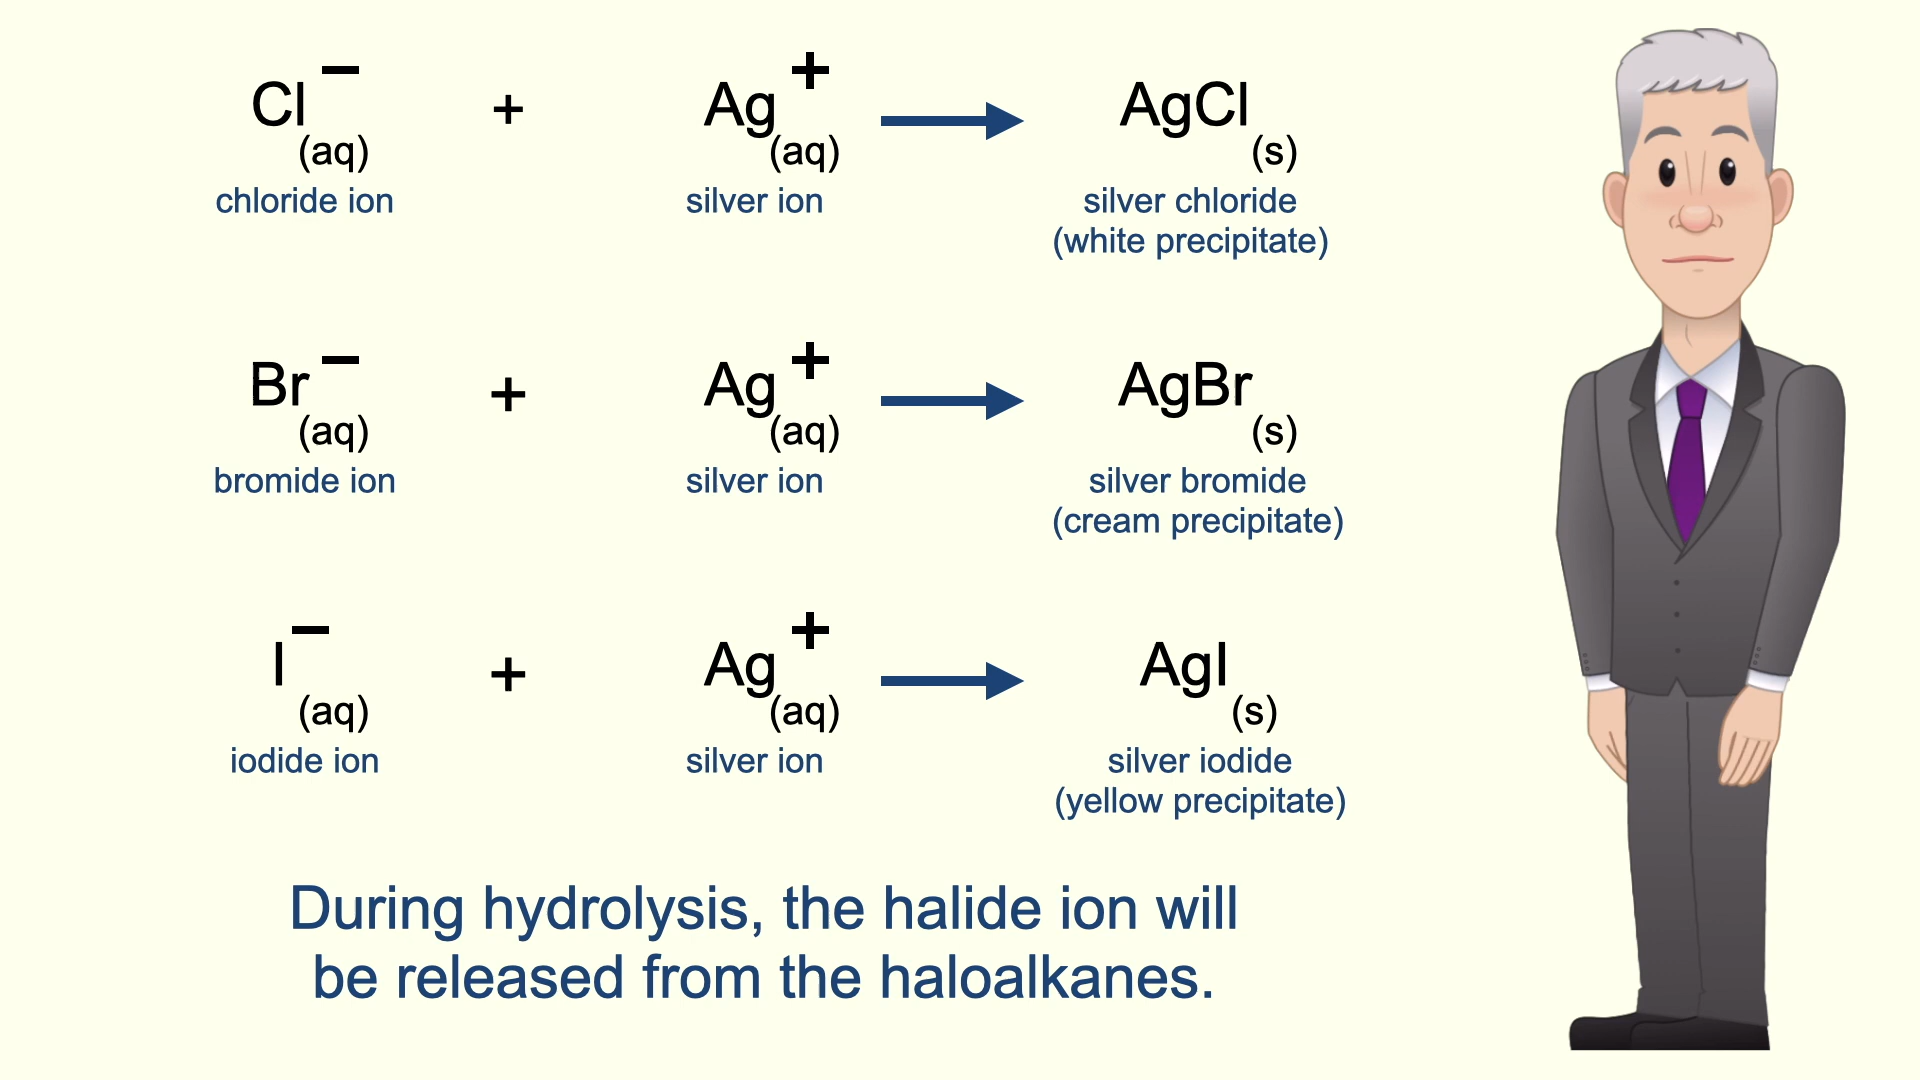 Cl⁻(aq) + Ag⁺(aq) → AgCl(s)
chloride ion silver ion silver chloride
(white precipitate)
Br⁻(aq) + Ag⁺(aq) → AgBr(s)
bromide ion silver ion silver bromide
(cream precipitate)
I⁻(aq) + Ag⁺(aq) → AgI(s)
iodide ion silver ion silver iodide
(yellow precipitate)
During hydrolysis, the halide ion will
be released from the haloalkanes.